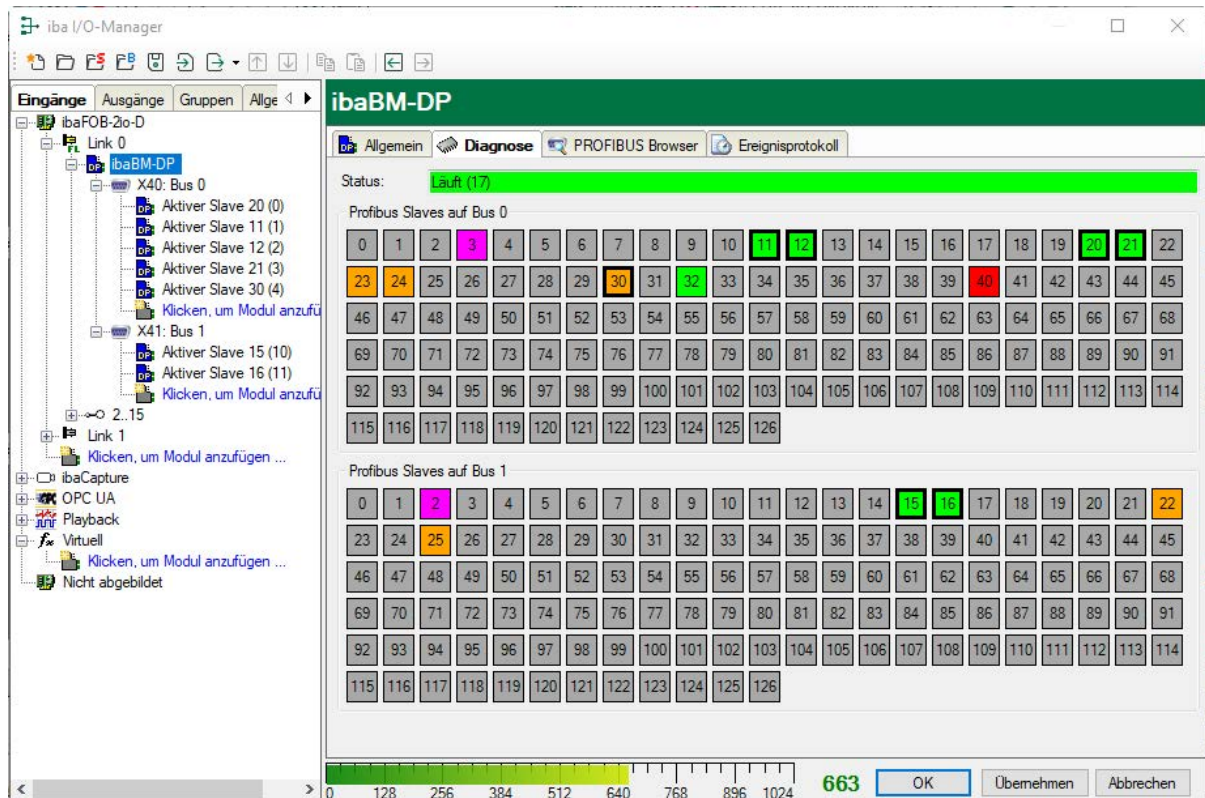 iba I/O-Manager
Eingänge Ausgänge Gruppen Allge
ibaFOB-2io-D
Link 0
ibaBM-DP
X40: Bus 0
Aktiver Slave 20 (0)
Aktiver Slave 11 (1)
Aktiver Slave 12 (2)
Aktiver Slave 21 (3)
Aktiver Slave 30 (4)
Klicken, um Modul anzufü
X41: Bus 1
Aktiver Slave 15 (10)
Aktiver Slave 16 (11)
Klicken, um Modul anzufü
2..15
Link 1
Klicken, um Modul anzufügen ...
ibaCapture
OPC UA
Playback
Virtuell
Klicken, um Modul anzufügen ...
Nicht abgebildet
ibaBM-DP
Allgemein Diagnose PROFIBUS Browser Ereignisprotokoll
Status: Läuft (17)
Profibus Slaves auf Bus 0
0 1 2 3 4 5 6 7 8 9 10 11 12 13 14 15 16 17 18 19 20 21 22
23 24 25 26 27 28 29 30 31 32 33 34 35 36 37 38 39 40 41 42 43 44 45
46 47 48 49 50 51 52 53 54 55 56 57 58 59 60 61 62 63 64 65 66 67 68
69 70 71 72 73 74 75 76 77 78 79 80 81 82 83 84 85 86 87 88 89 90 91
92 93 94 95 96 97 98 99 100 101 102 103 104 105 106 107 108 109 110 111 112 113 114
115 116 117 118 119 120 121 122 123 124 125 126
Profibus Slaves auf Bus 1
0 1 2 3 4 5 6 7 8 9 10 11 12 13 14 15 16 17 18 19 20 21 22
23 24 25 26 27 28 29 30 31 32 33 34 35 36 37 38 39 40 41 42 43 44 45
46 47 48 49 50 51 52 53 54 55 56 57 58 59 60 61 62 63 64 65 66 67 68
69 70 71 72 73 74 75 76 77 78 79 80 81 82 83 84 85 86 87 88 89 90 91
92 93 94 95 96 97 98 99 100 101 102 103 104 105 106 107 108 109 110 111 112 113 114
115 116 117 118 119 120 121 122 123 124 125 126
0 128 256 384 512 640 768 896 1024
663 OK Übernehmen Abbrechen